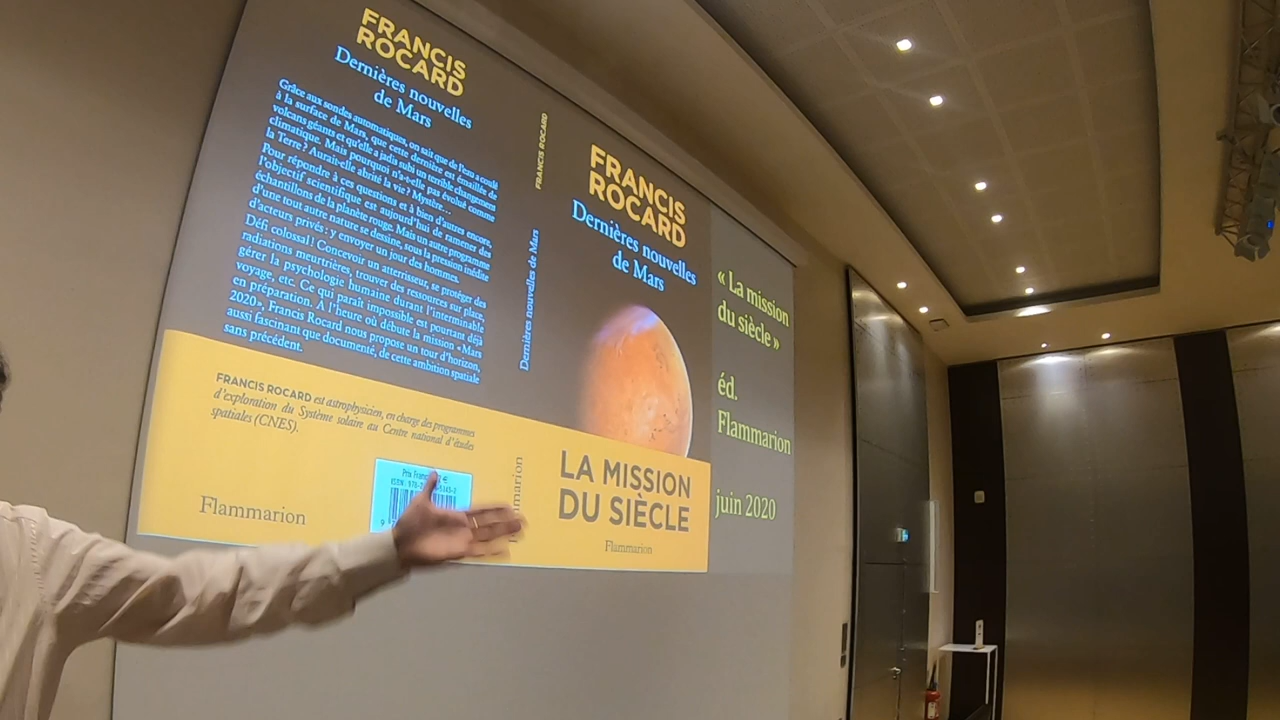 FRANCIS
ROCARD
Dernières nouvelles
de Mars
Grâce aux sondes automatiques, on sait que de l'eau a coulé
à la surface de Mars, que cette dernière est émaillée de
volcans géants et qu'elle a jadis subi un terrible changement
climatique. Mais pourquoi n'a-t-elle pas évolué comme
la Terre ? Aurait-elle abrité la vie ? Mystère...
Pour répondre à ces questions et à bien d'autres encore,
l'objectif scientifique est aujourd'hui de ramener des
échantillons de la planète rouge. Mais un autre programme
d'une tout autre nature se dessine, sous la pression inédite
d'acteurs privés : y envoyer un jour des hommes.
Défi colossal ! Concevoir un atterrisseur, se protéger des
radiations meurtrières, trouver des ressources sur place,
gérer la psychologie humaine durant l'interminable
voyage, etc. Ce qui paraît impossible est pourtant déjà
en préparation. À l'heure où débute la mission « Mars
2020 », Francis Rocard nous propose un tour d'horizon,
aussi fascinant que documenté, de cette ambition spatiale
sans précédent.
FRANCIS ROCARD est astrophysicien, en charge des programmes
d'exploration du Système solaire au Centre national d'études
spatiales (CNES).
Prix France
ISBN : 978-2
Flammarion
FRANCIS ROCARD
Dernières nouvelles de Mars
FRANCIS
ROCARD
Dernières nouvelles
de Mars
LA MISSION
DU SIÈCLE
Flammarion
« La mission
du siècle »
éd.
Flammarion
juin 2020